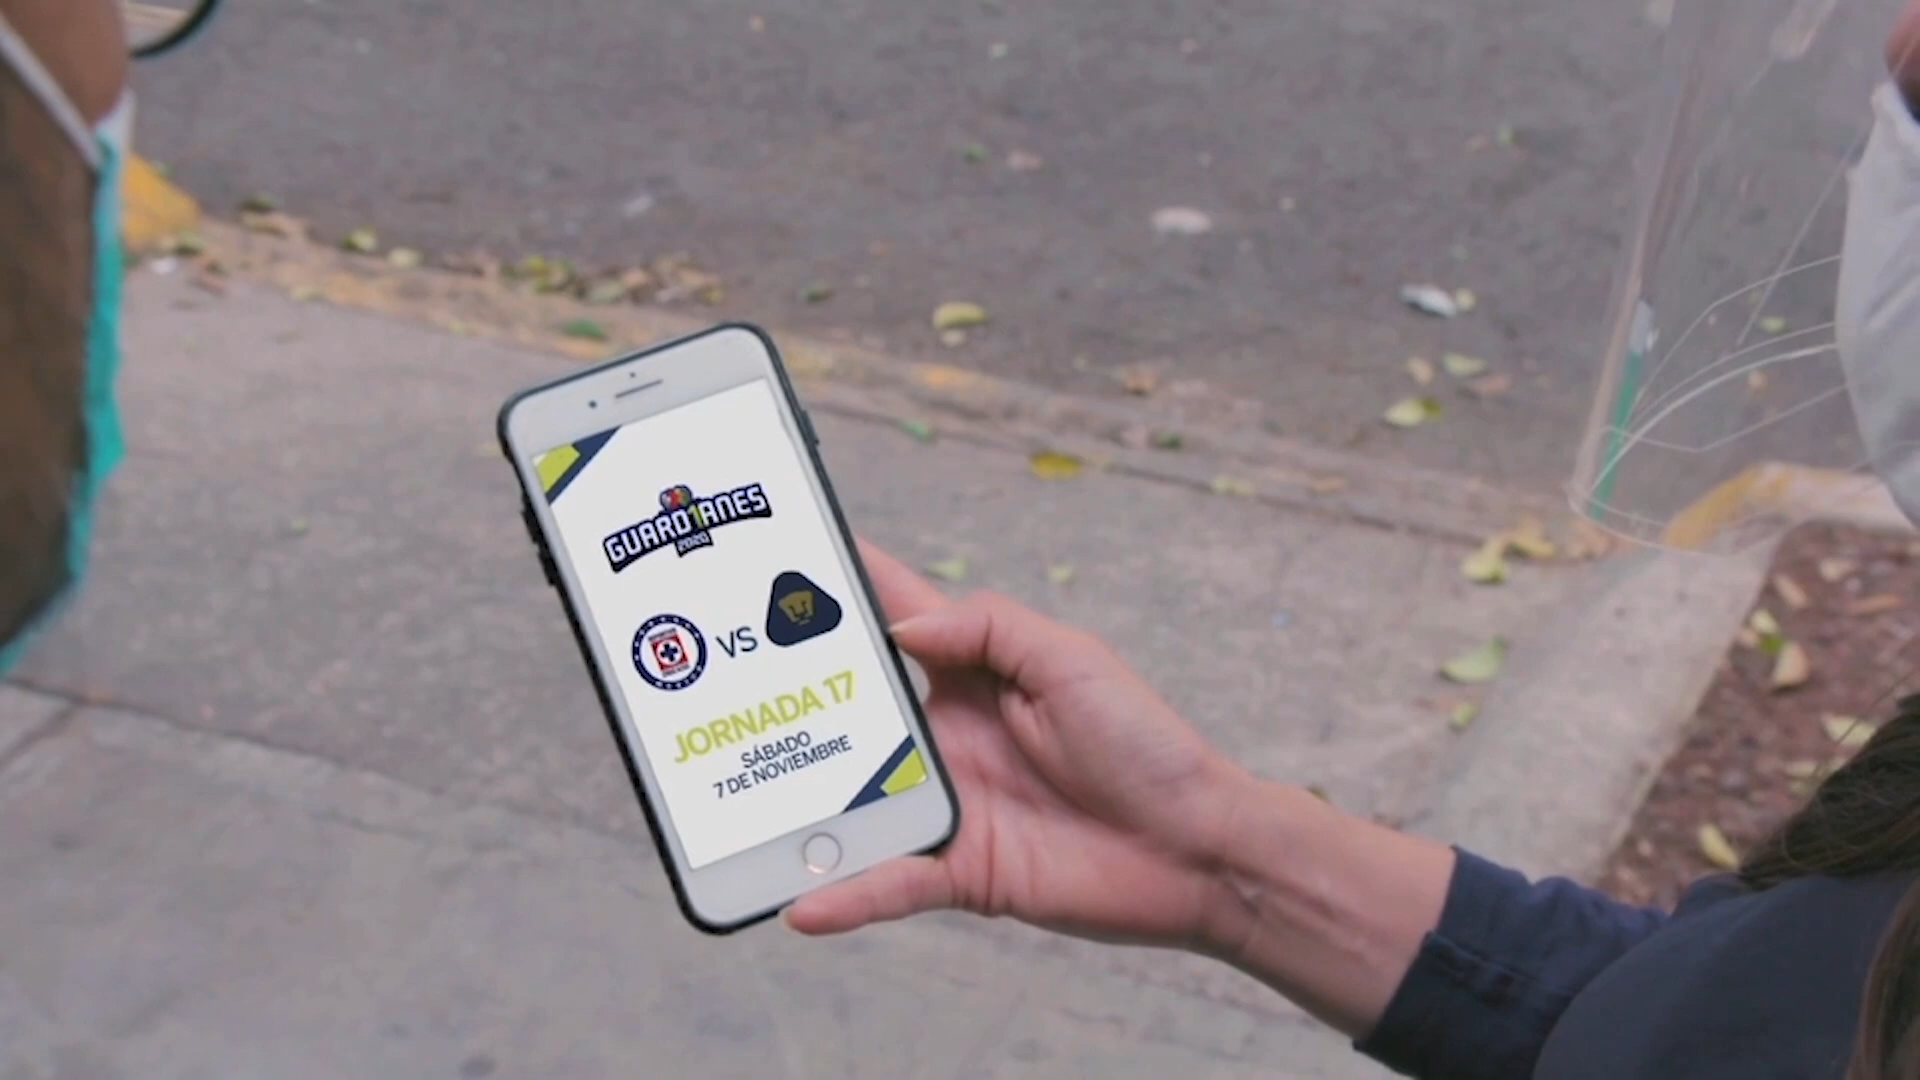 GUARD1ANES
2020
VS
JORNADA 17
SÁBADO
7 DE NOVIEMBRE